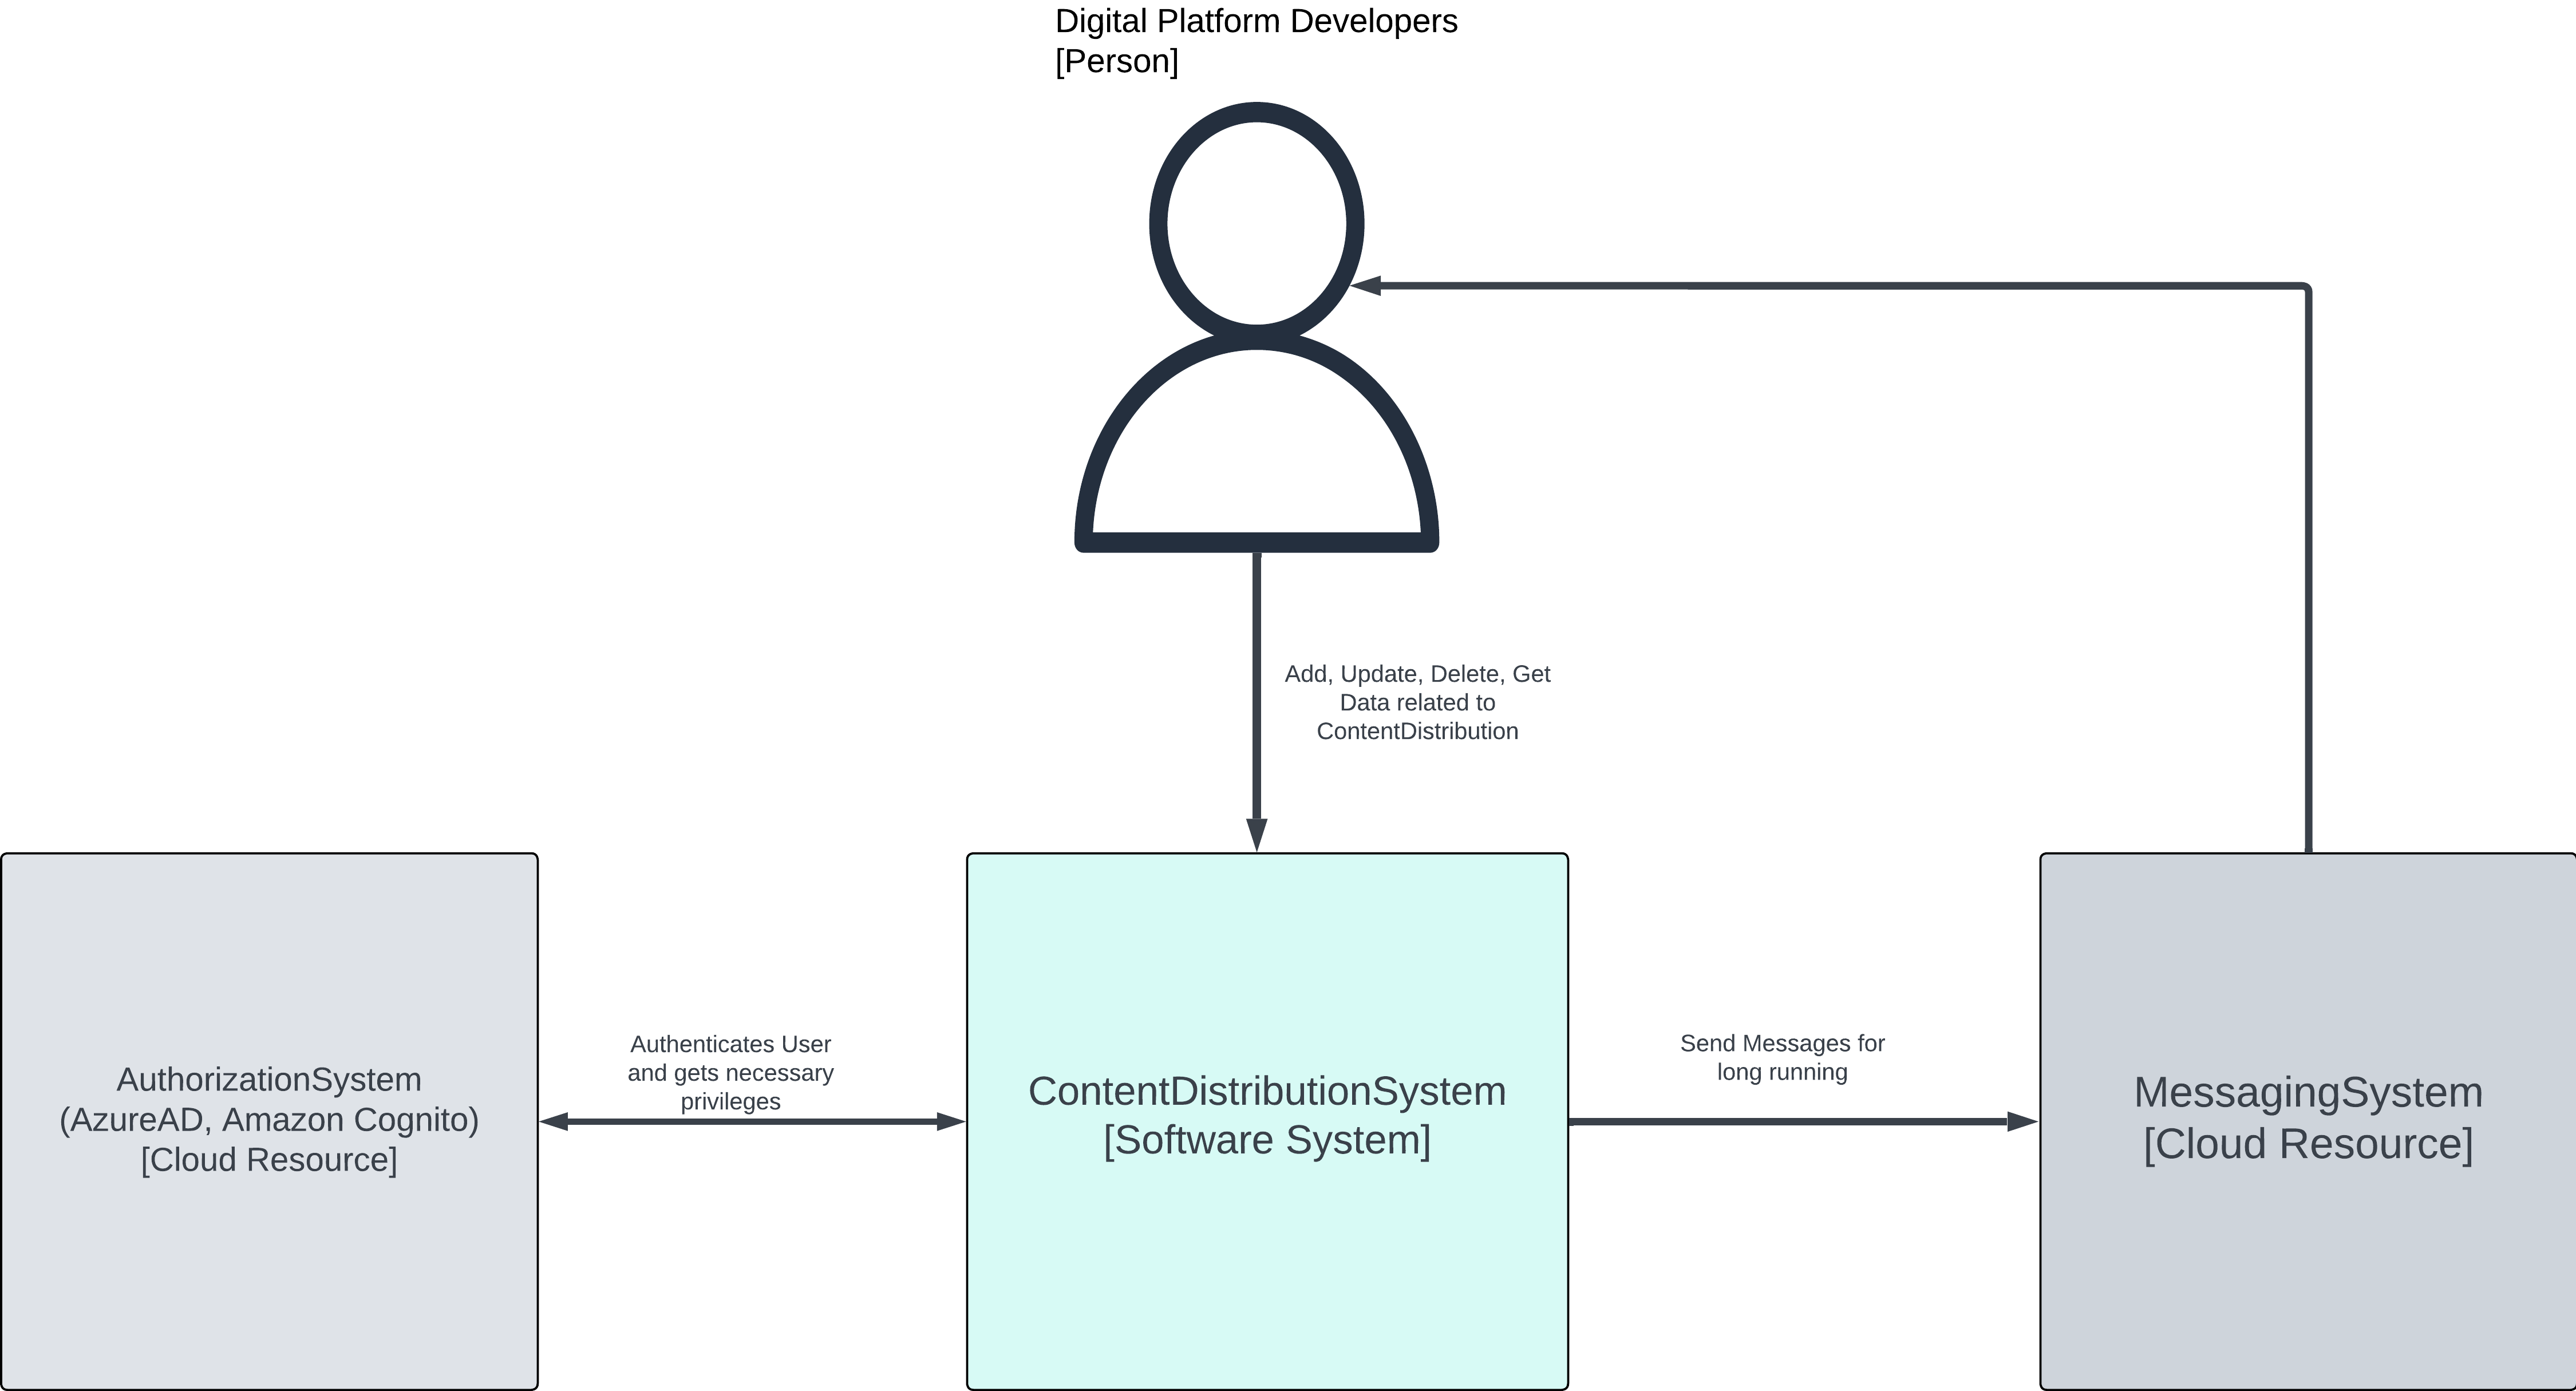 Digital Platform Developers
[Person]
Add, Update, Delete, Get
Data related to
ContentDistribution
Authenticates User
and gets necessary
privileges
Send Messages for
long running
AuthorizationSystem
(AzureAD, Amazon Cognito)
[Cloud Resource]
ContentDistributionSystem
[Software System]
MessagingSystem
[Cloud Resource]